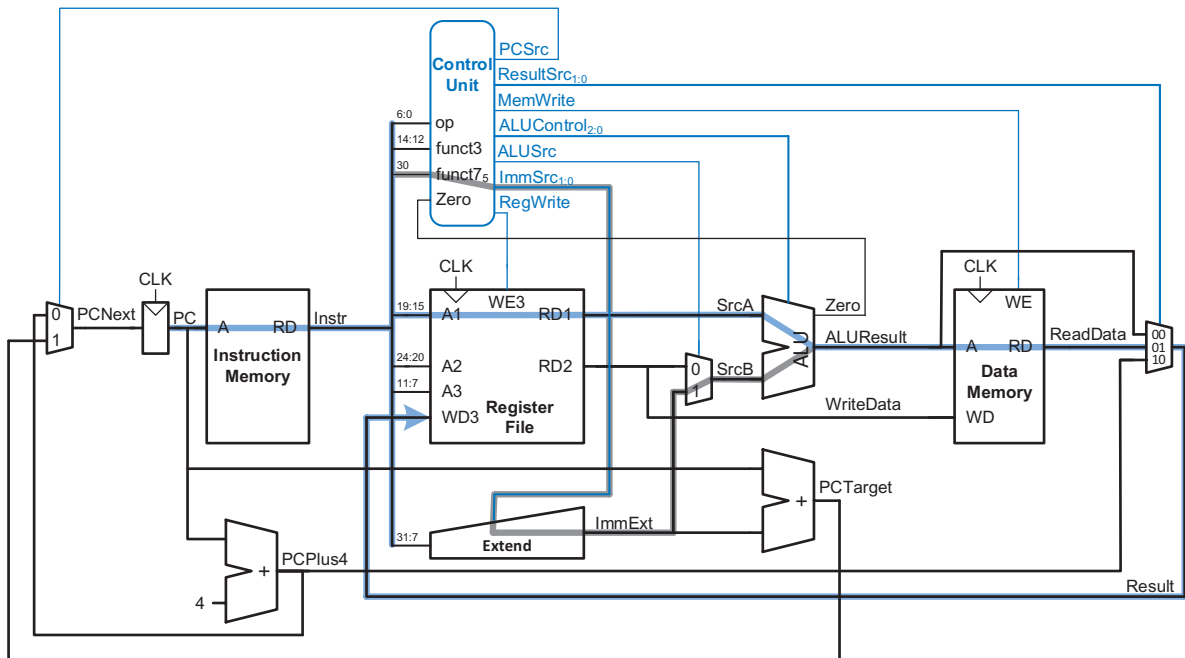 PCSrc
Control
Unit
ResultSrc1:0
MemWrite
6:0
op
ALUControl2:0
14:12
funct3
ALUSrc
30
funct75
ImmSrc1:0
Zero
RegWrite
CLK
CLK
CLK
0
1
PCNext
PC
A
RD
Instr
Instruction
Memory
19:15
A1
WE3
RD1
SrcA
Zero
WE
24:20
A2
RD2
0
1
SrcB
ALU
ALUResult
A
RD
ReadData
00
01
10
11:7
A3
Data
Memory
WD3
Register
File
WriteData
WD
PCTarget
+
ImmExt
31:7
Extend
PCPlus4
+
4
Result